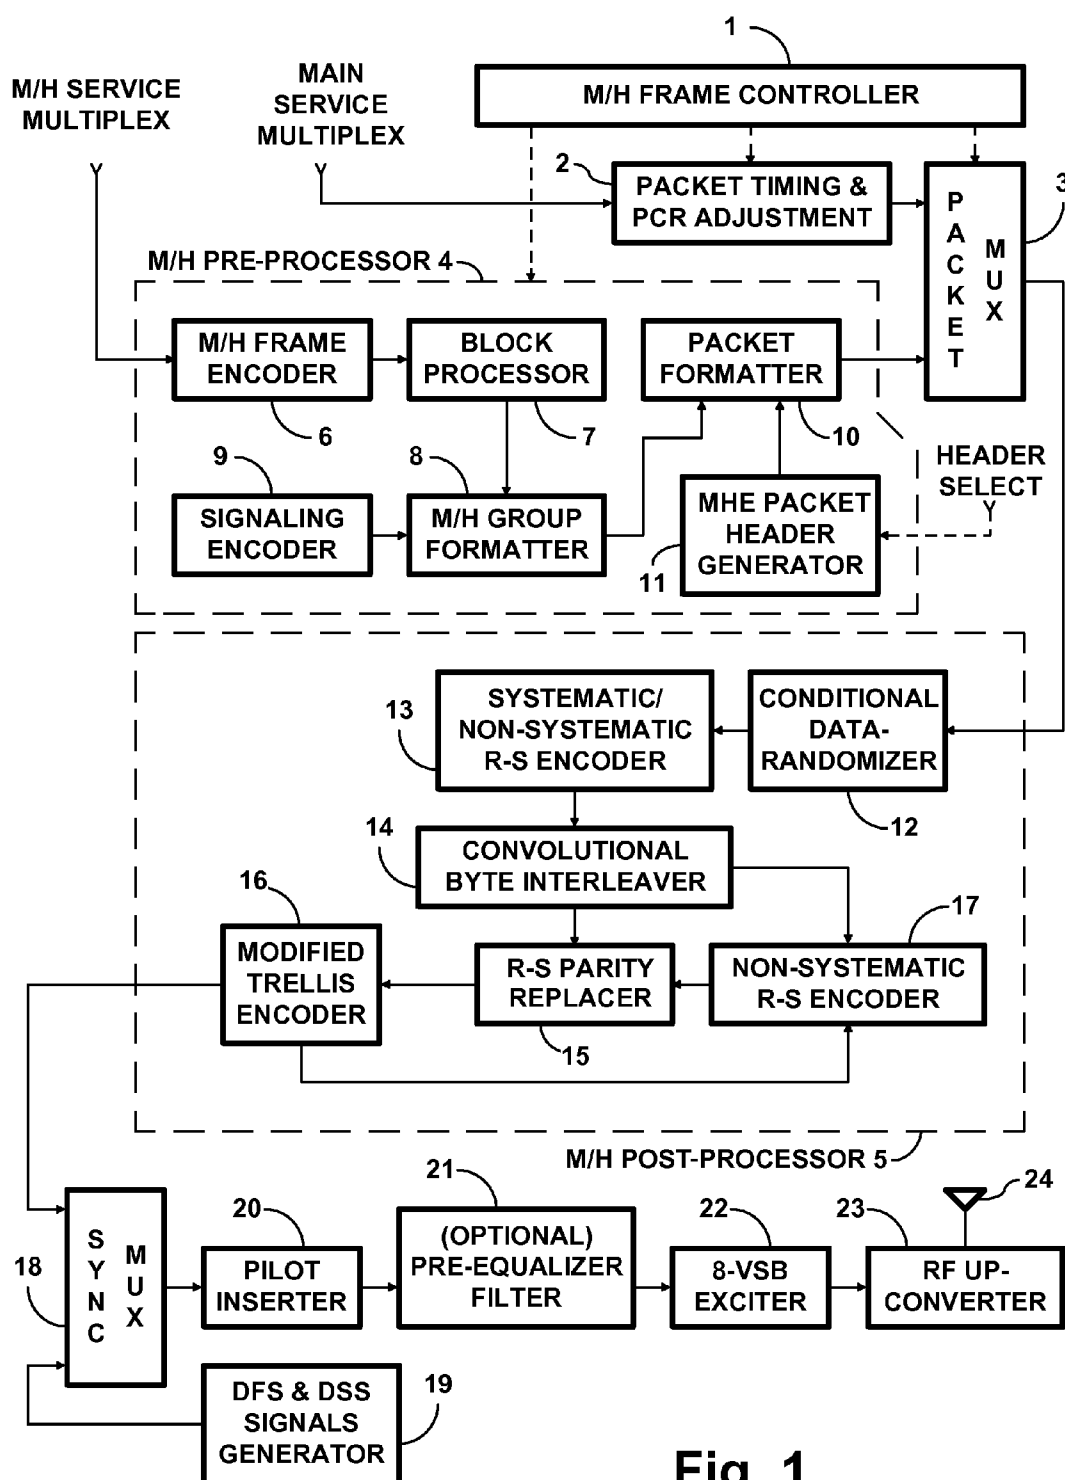 1
M/H SERVICE
MULTIPLEX
MAIN
SERVICE
MULTIPLEX
M/H FRAME CONTROLLER
2
PACKET TIMING &
PCR ADJUSTMENT
3
PACKET
MUX
M/H PRE-PROCESSOR 4
M/H FRAME
ENCODER
BLOCK
PROCESSOR
PACKET
FORMATTER
6
7
10
9
8
HEADER
SELECT
SIGNALING
ENCODER
M/H GROUP
FORMATTER
MHE PACKET
HEADER
GENERATOR
11
13
SYSTEMATIC/
NON-SYSTEMATIC
R-S ENCODER
CONDITIONAL
DATA-
RANDOMIZER
12
14
CONVOLUTIONAL
BYTE INTERLEAVER
16
17
MODIFIED
TRELLIS
ENCODER
R-S PARITY
REPLACER
NON-SYSTEMATIC
R-S ENCODER
15
M/H POST-PROCESSOR 5
21
24
20
22
23
18
SYNC
MUX
PILOT
INSERTER
(OPTIONAL)
PRE-EQUALIZER
FILTER
8-VSB
EXCITER
RF UP-
CONVERTER
DFS & DSS
SIGNALS
GENERATOR
19
Fig. 1